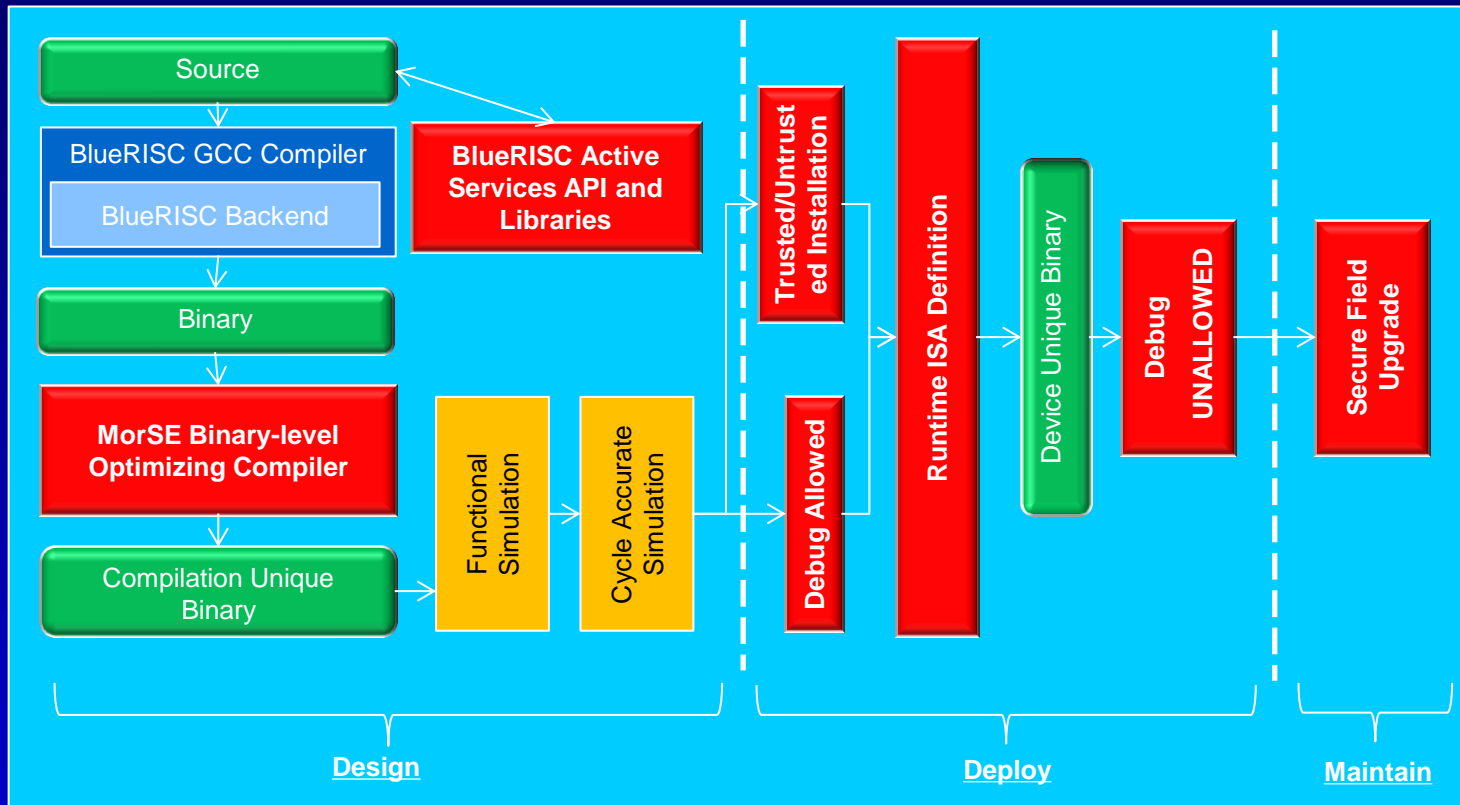 Source
BlueRISC GCC Compiler
BlueRISC Backend
BlueRISC Active
Services API and
Libraries
Binary
MorSE Binary-level
Optimizing Compiler
Compilation Unique
Binary
Functional
Simulation
Cycle Accurate
Simulation
Trusted/Untrust
ed Installation
Debug Allowed
Runtime ISA Definition
Device Unique Binary
Debug
UNALLOWED
Secure Field
Upgrade
Design
Deploy
Maintain